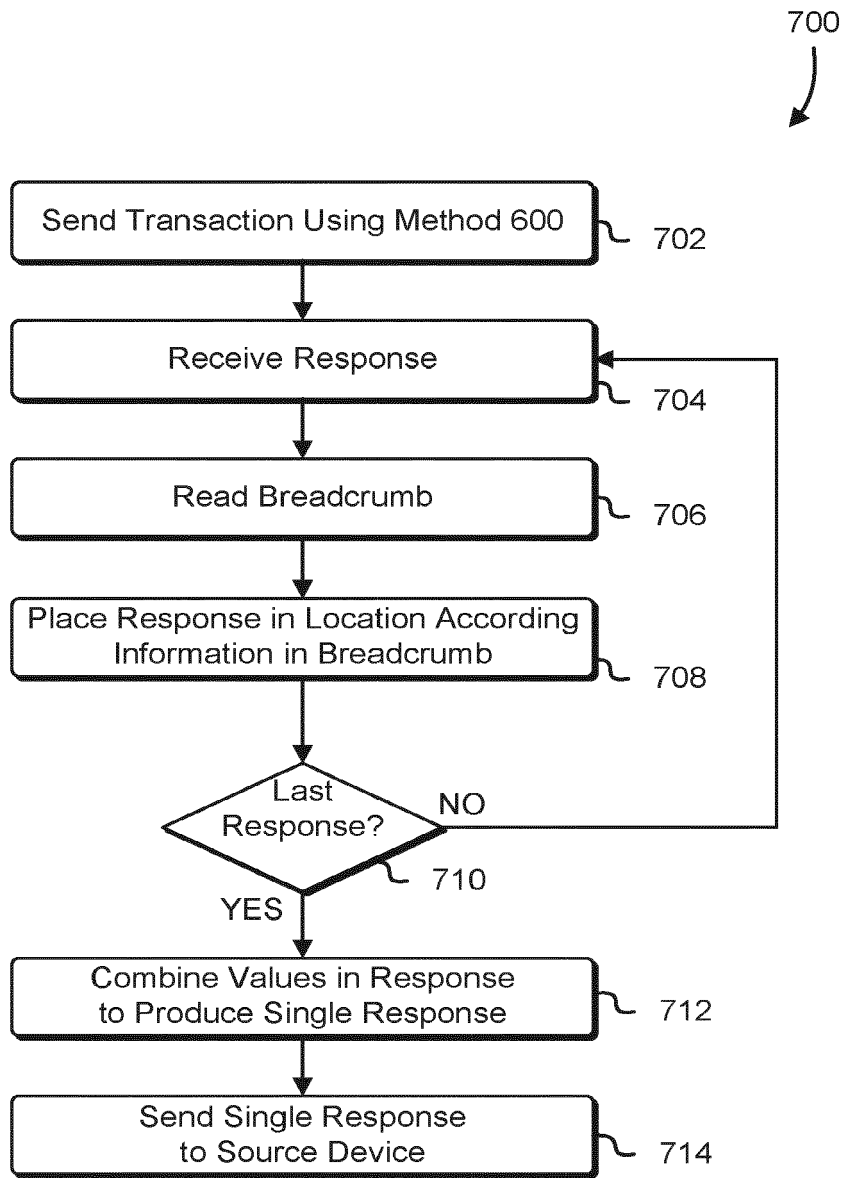 700
Send Transaction Using Method 600
702
Receive Response
704
Read Breadcrumb
706
Place Response in Location According
Information in Breadcrumb
708
Last
Response?
NO
710
YES
Combine Values in Response
to Produce Single Response
712
Send Single Response
to Source Device
714